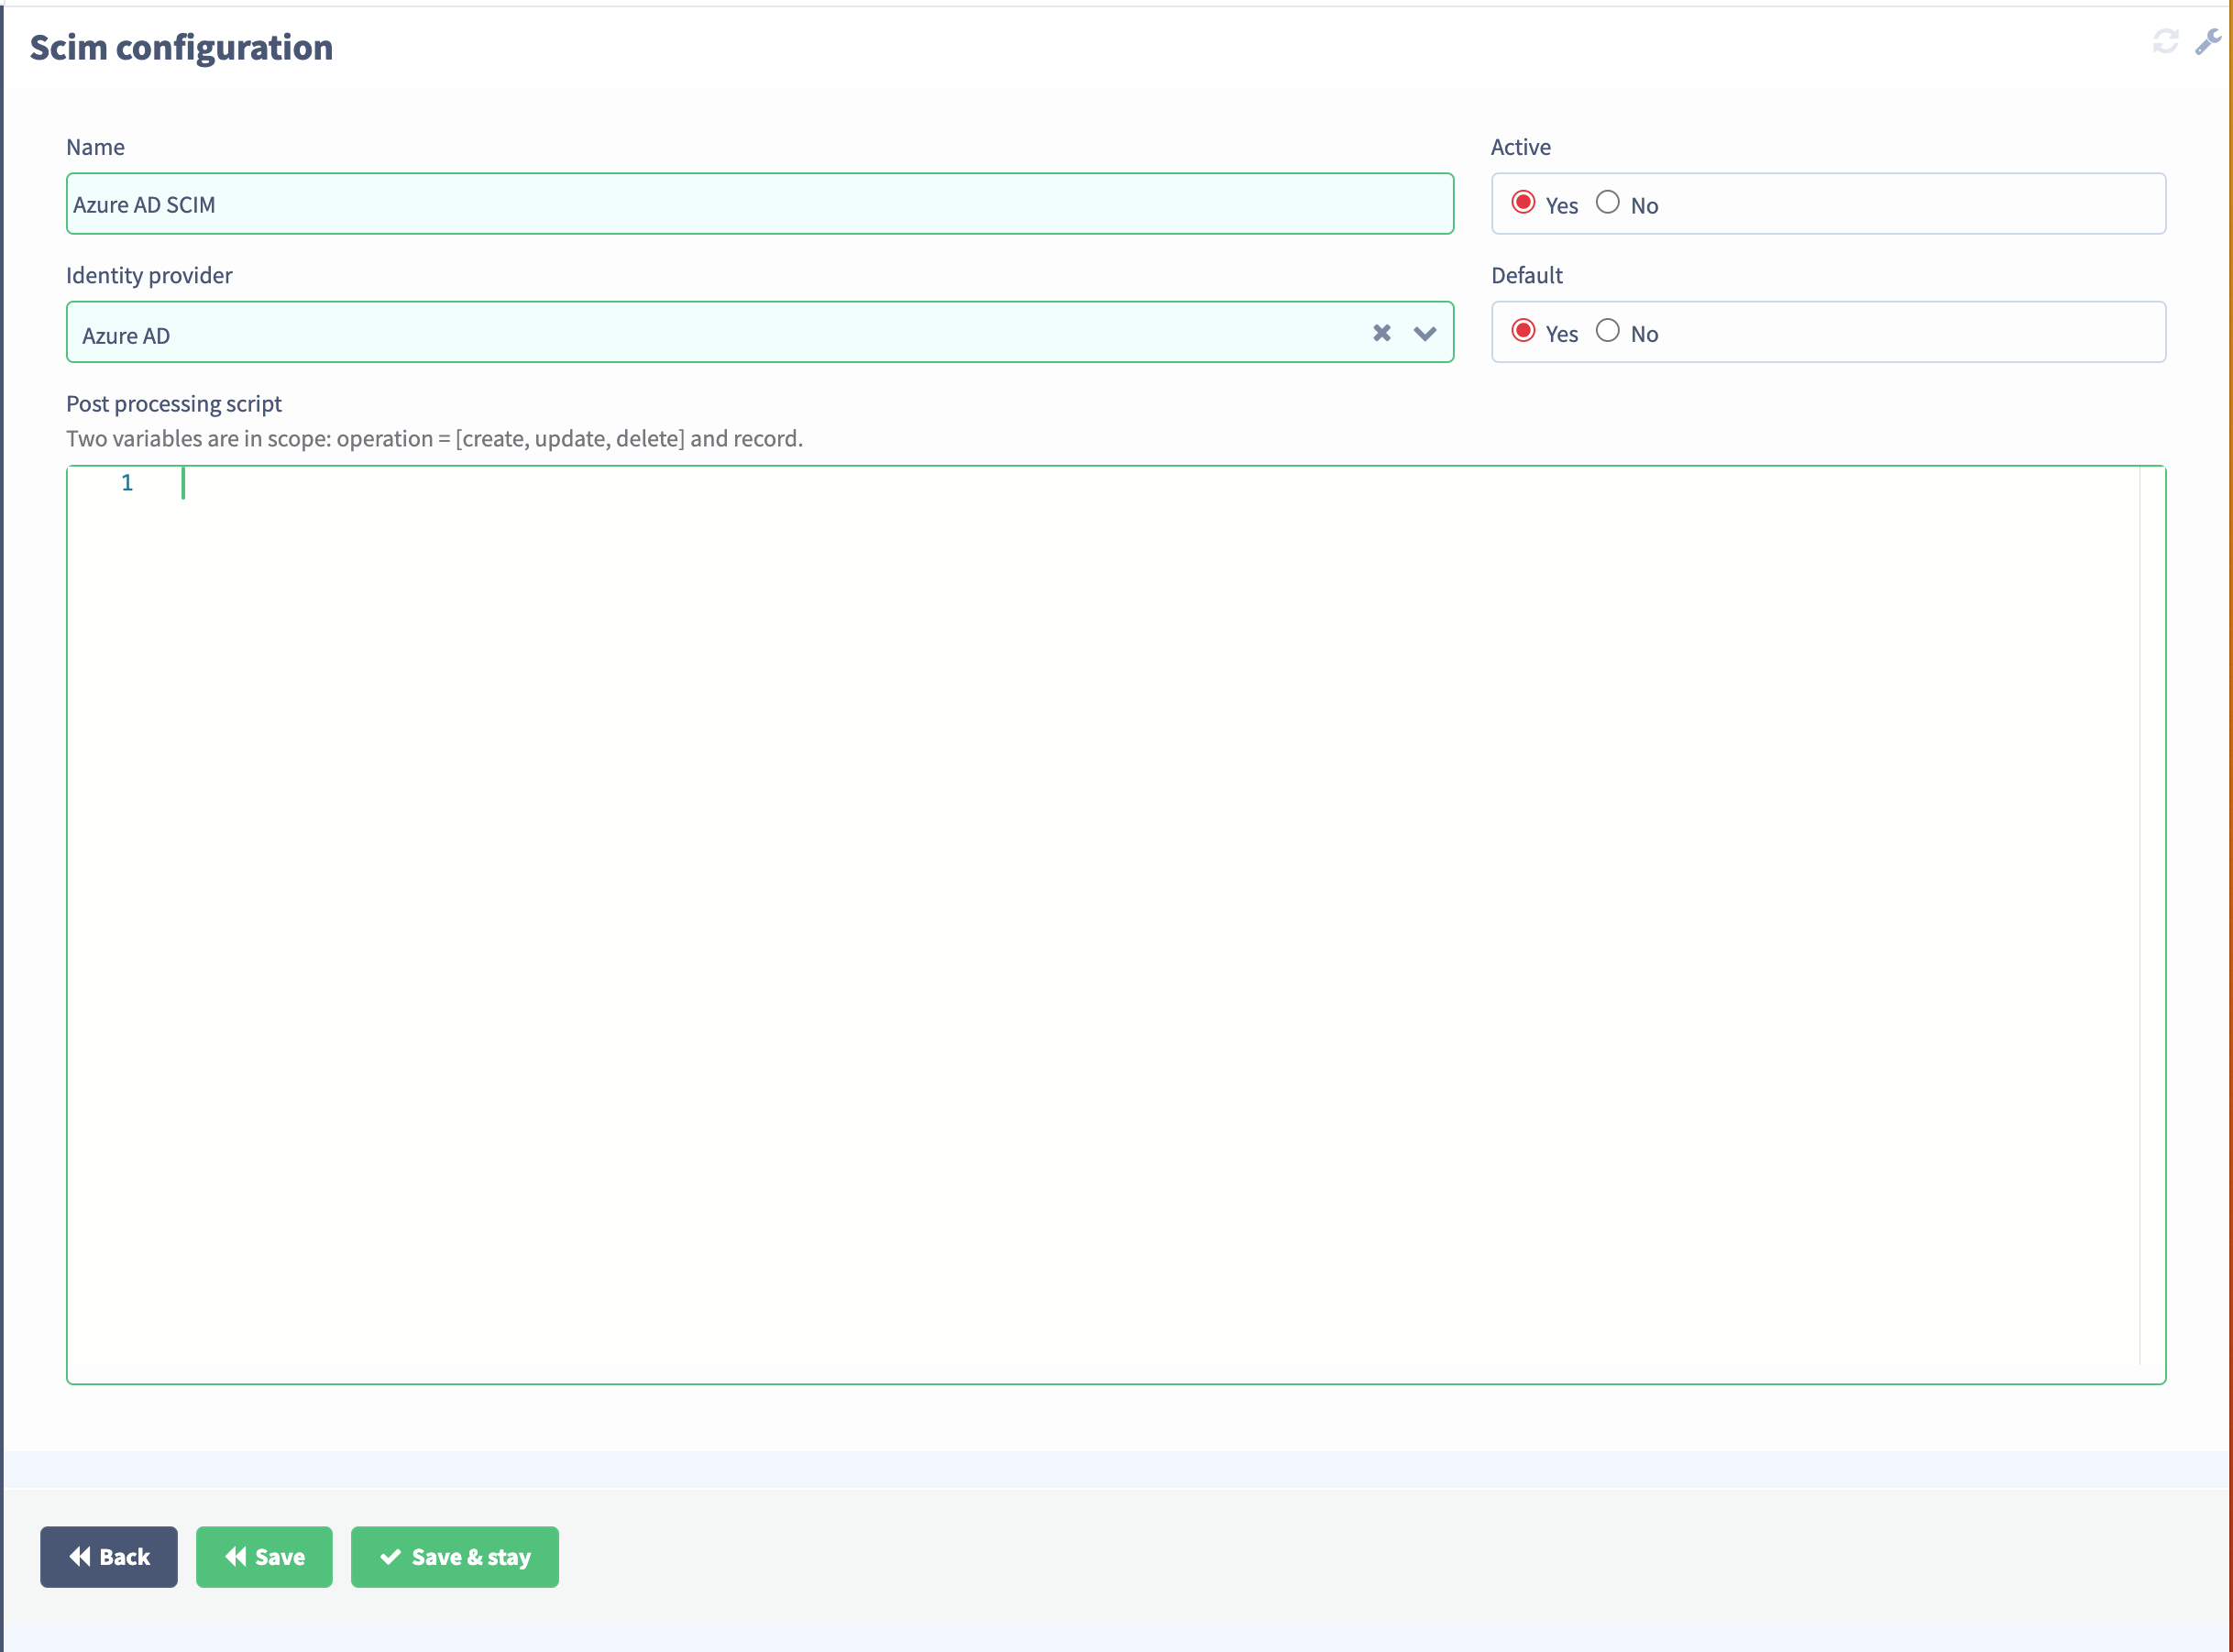 Scim configuration
Name
Active
Azure AD SCIM
Yes No
Identity provider
Default
Azure AD
Yes No
Post processing script
Two variables are in scope: operation = [create, update, delete] and record.
1
Back Save Save & stay